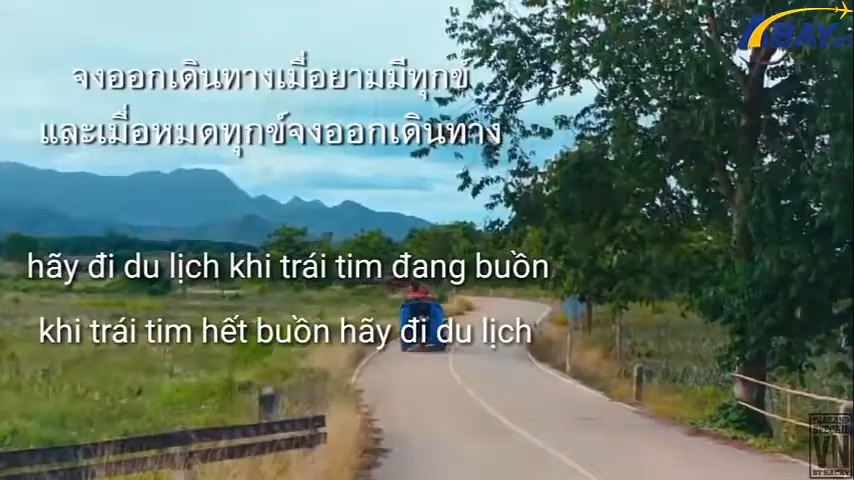 ABAY.vn
จงออกเดินทางเมื่อยามมีทุกข์
และเมื่อหมดทุกข์จงออกเดินทาง
hãy đi du lịch khi trái tim đang buồn
khi trái tim hết buồn hãy đi du lịch
VN